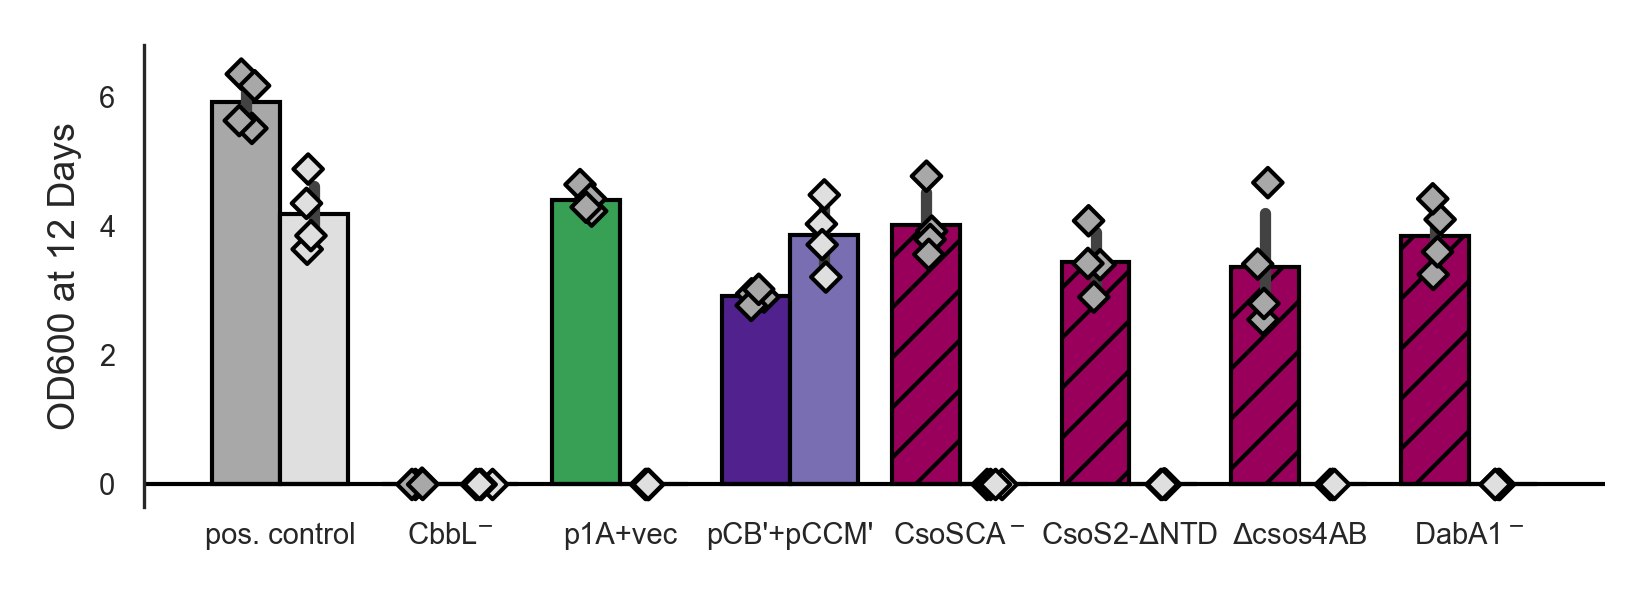 OD600 at 12 Days
6
4
2
0
pos. control
CbbL⁻
p1A+vec
pCB'+pCCM'
CsoSCA⁻
CsoS2-ΔNTD
Δcsos4AB
DabA1⁻